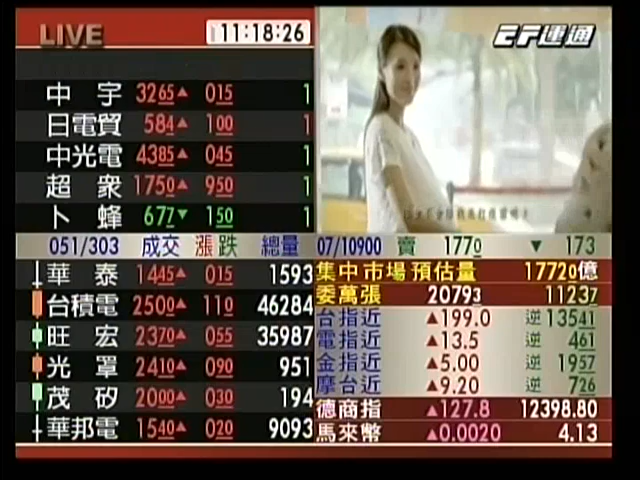 LIVE 11:18:26
EF運通
中宇 3265▲ 015 1
日電貿 584▲ 100 1
中光電 4385▲ 045 1
超眾 1750▲ 950 1
卜蜂 677▼ 150 1
051/303 成交 漲跌 總量
07/10900 賣 1770 ▼ 173
華泰 1445▲ 015 1593
台積電 2500▲ 110 46284
旺宏 2370▲ 055 35987
光罩 2410▲ 090 951
茂矽 2000▲ 030 194
華邦電 1540▲ 020 9093
集中市場預估量 17720億
委萬張 20793 11237
台指近 ▲199.0 逆 13541
電指近 ▲13.5 逆 461
金指近 ▲5.00 逆 1957
摩台近 ▲9.20 逆 726
德商指 ▲127.8 12398.80
馬來幣 ▲0.0020 4.13